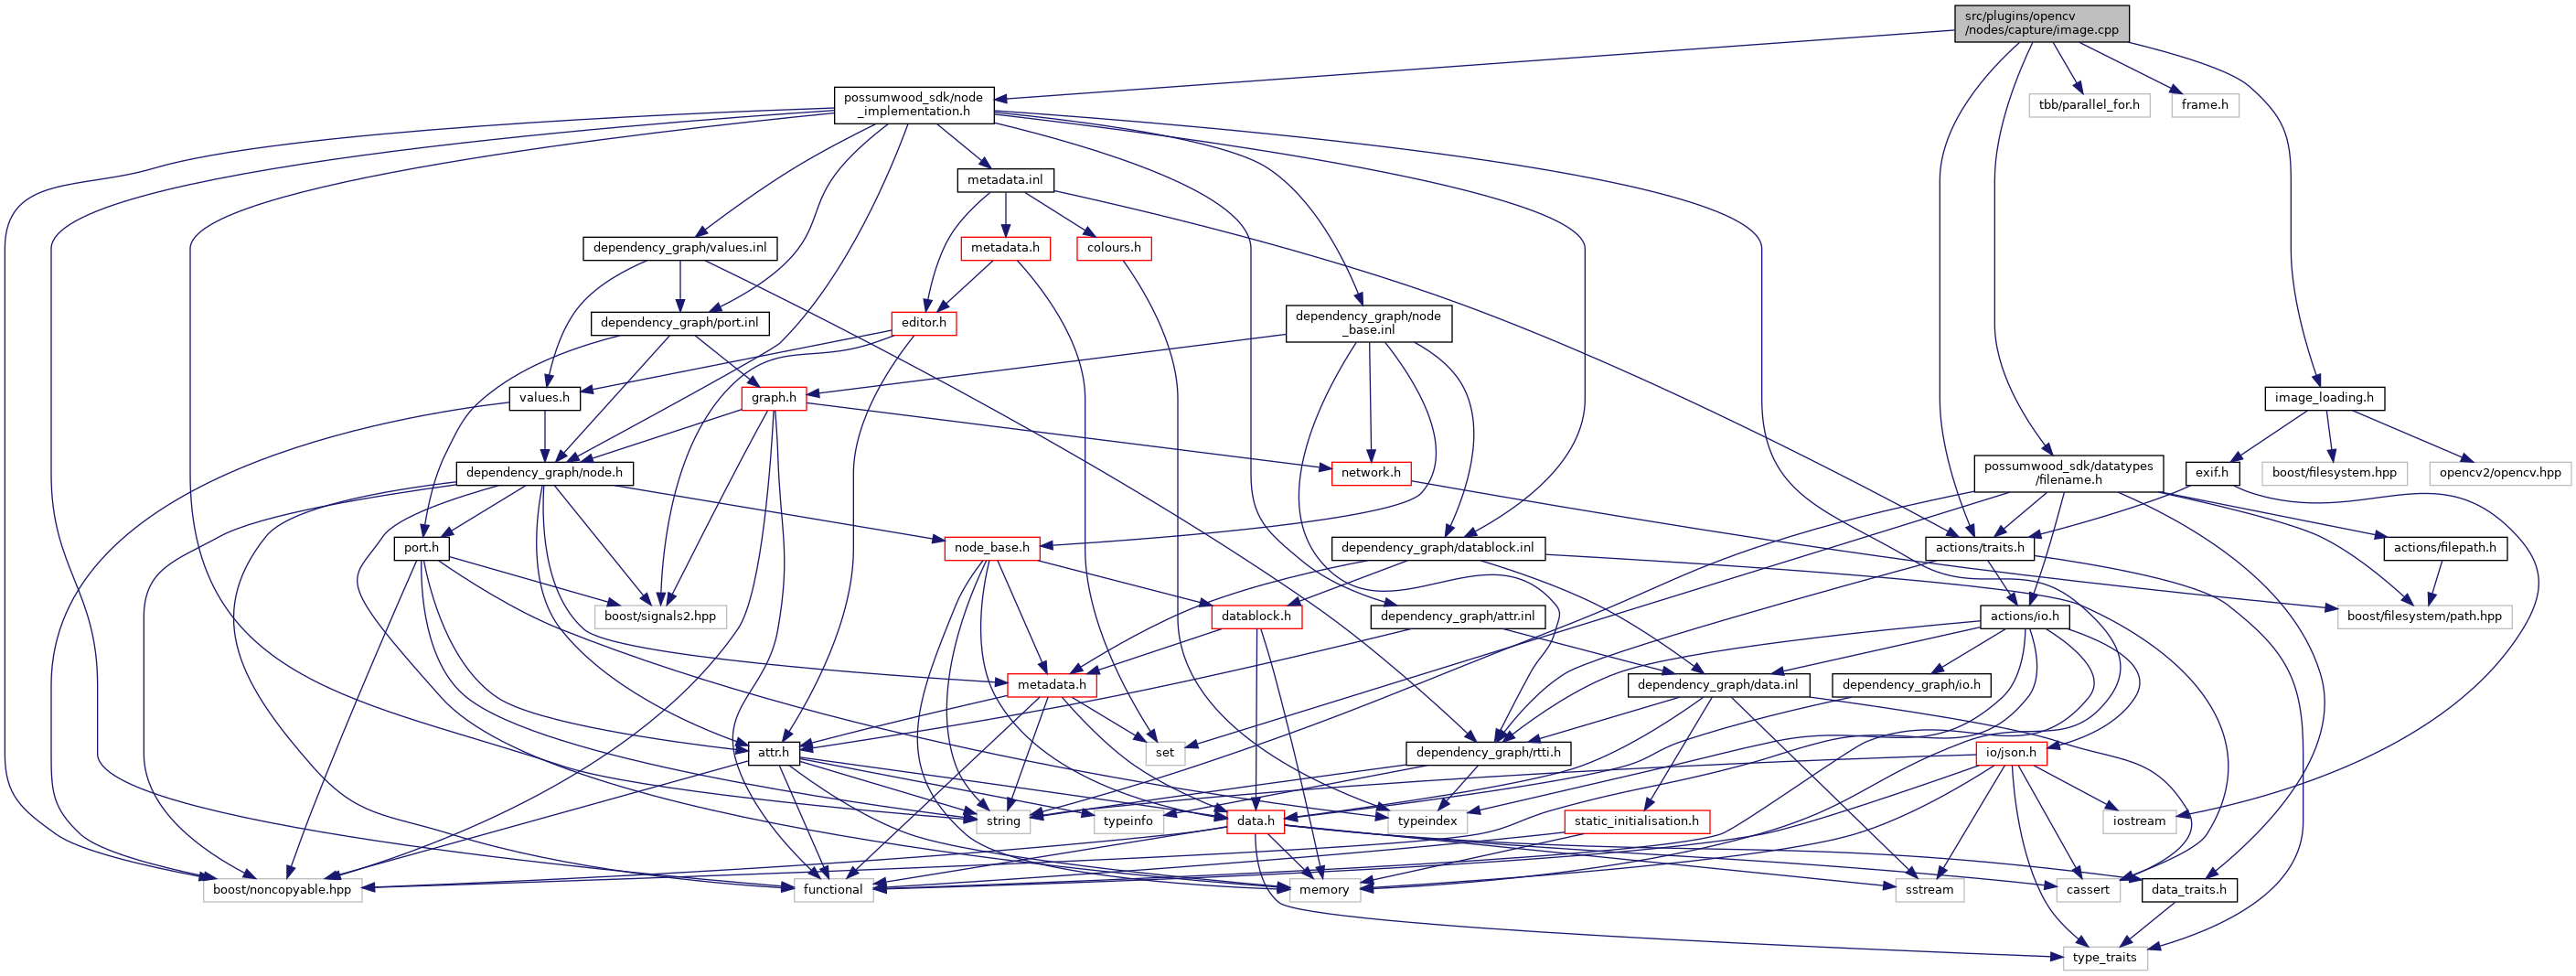 src/plugins/opencv
/nodes/capture/image.cpp
possumwood_sdk/node
_implementation.h
tbb/parallel_for.h
frame.h
metadata.inl
dependency_graph/values.inl
metadata.h
colours.h
dependency_graph/port.inl
editor.h
dependency_graph/node
_base.inl
values.h
graph.h
image_loading.h
dependency_graph/node.h
network.h
possumwood_sdk/datatypes
/filename.h
exif.h
boost/filesystem.hpp
opencv2/opencv.hpp
port.h
node_base.h
dependency_graph/datablock.inl
actions/traits.h
actions/filepath.h
boost/signals2.hpp
datablock.h
dependency_graph/attr.inl
actions/io.h
boost/filesystem/path.hpp
metadata.h
dependency_graph/data.inl
dependency_graph/io.h
attr.h
set
dependency_graph/rtti.h
io/json.h
string
typeinfo
data.h
typeindex
static_initialisation.h
iostream
boost/noncopyable.hpp
functional
memory
sstream
cassert
data_traits.h
type_traits